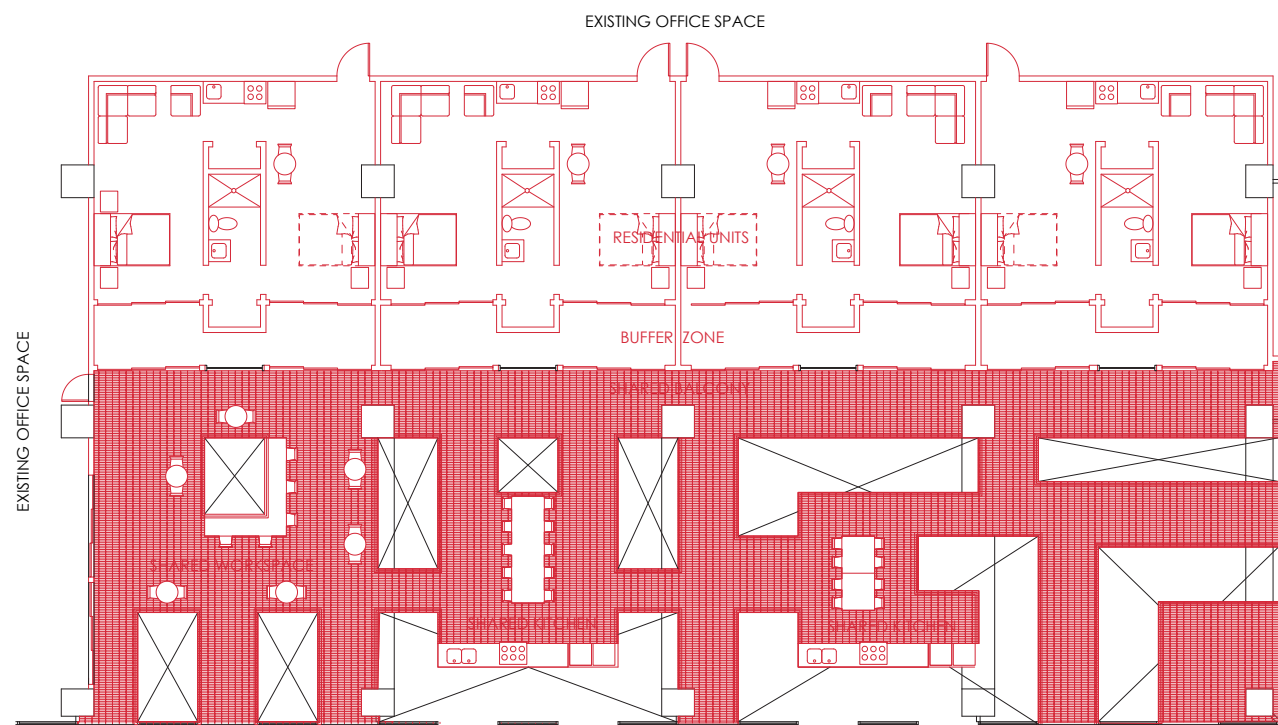 EXISTING OFFICE SPACE
RESIDENTIAL UNITS
BUFFER ZONE
SHARED BALCONY
EXISTING OFFICE SPACE
SHARED WORKSPACE
SHARED KITCHEN
SHARED KITCHEN